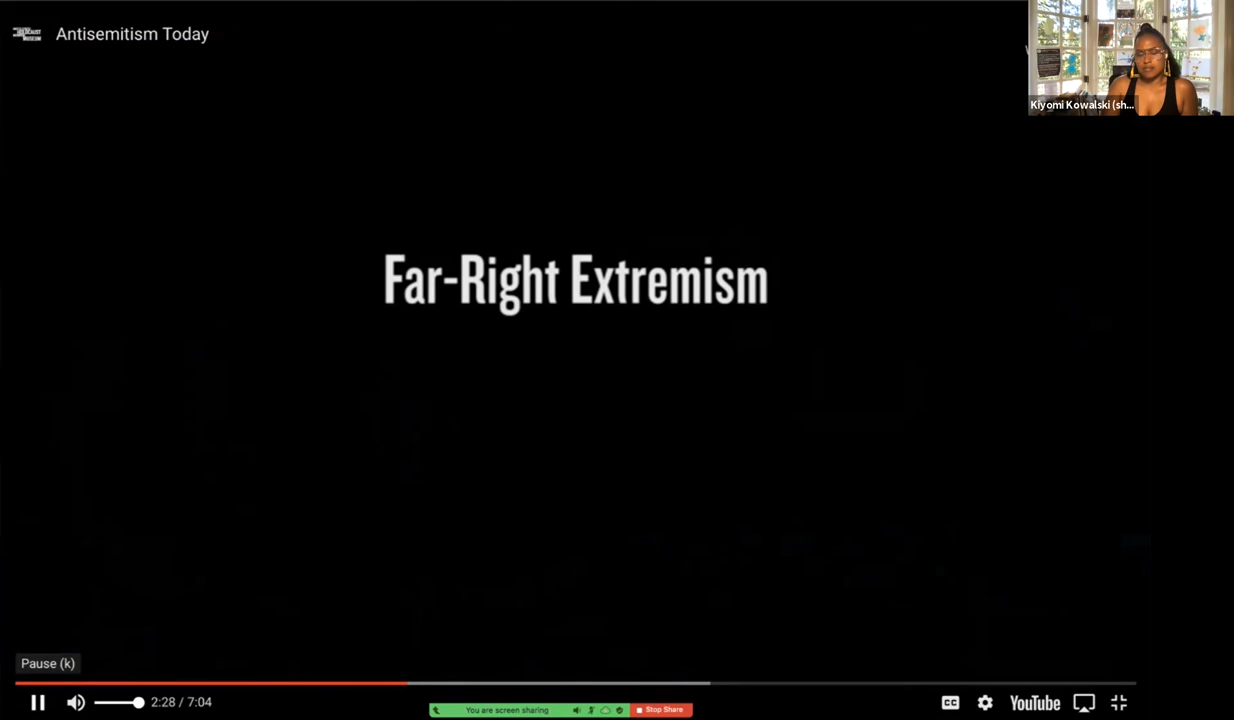 Antisemitism Today
Kiyomi Kowalski (sh...
Far-Right Extremism
Pause (k)
2:28 / 7:04
You are screen sharing
Stop Share
CC
YouTube